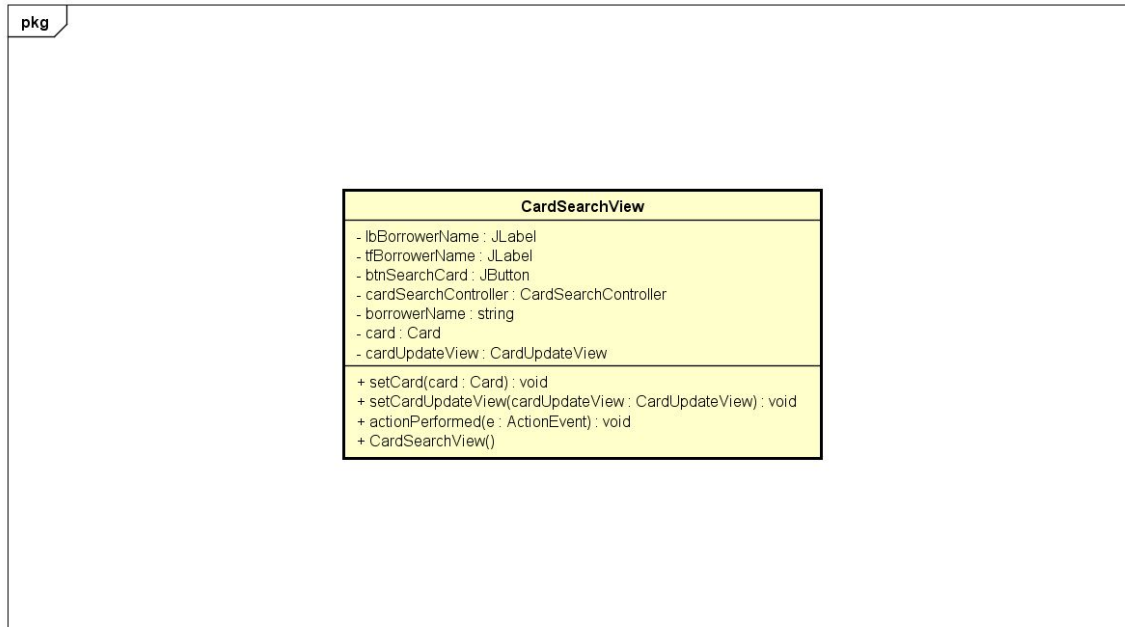 pkg
CardSearchView
- lbBorrowerName : JLabel
- tfBorrowerName : JLabel
- btnSearchCard : JButton
- cardSearchController : CardSearchController
- borrowerName : string
- card : Card
- cardUpdateView : CardUpdateView
+ setCard(card : Card) : void
+ setCardUpdateView(cardUpdateView : CardUpdateView) : void
+ actionPerformed(e : ActionEvent) : void
+ CardSearchView()